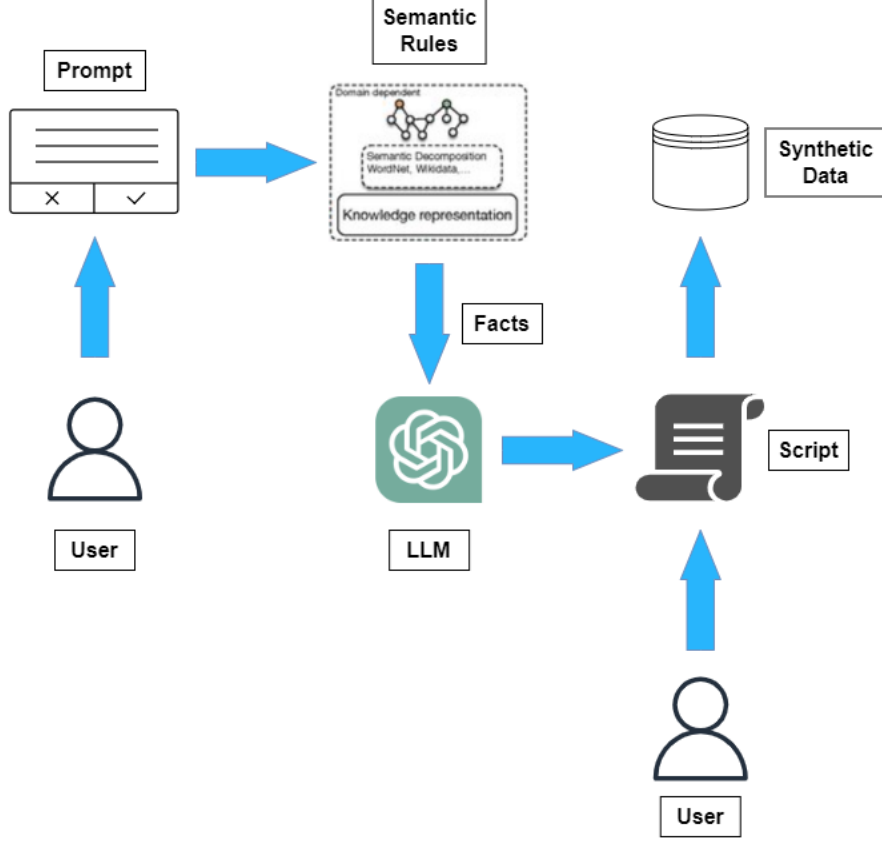 Semantic
Rules
Prompt
Domain dependent
Semantic Decomposition
WordNet, Wikidata,...
Knowledge representation
Synthetic
Data
Facts
Script
User
LLM
User